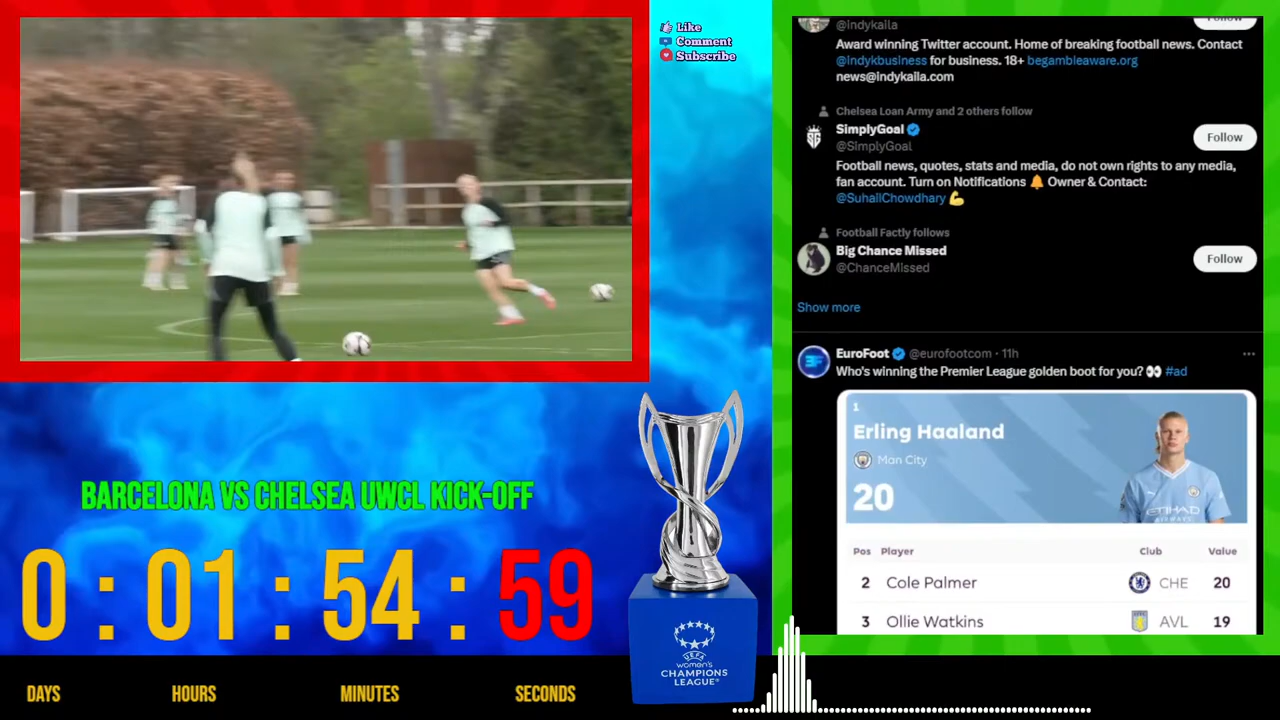 Like
Comment
Subscribe
BARCELONA VS CHELSEA UWCL KICK-OFF
0 : 01 : 54 : 59
DAYS HOURS MINUTES SECONDS
UEFA
women's
CHAMPIONS
LEAGUE
@indykaila
Award winning Twitter account. Home of breaking football news. Contact
@indykbusiness for business. 18+ begambleaware.org
news@indykaila.com
Chelsea Loan Army and 2 others follow
SimplyGoal
@SimplyGoal
Follow
Football news, quotes, stats and media, do not own rights to any media,
fan account. Turn on Notifications 🔔 Owner & Contact:
@SuhailChowdhary 💪
Football Factly follows
Big Chance Missed
@ChanceMissed
Follow
Show more
EuroFoot @eurofootcom · 11h
Who's winning the Premier League golden boot for you? 👀 #ad
1
Erling Haaland
Man City
20
ETIHAD
Pos Player Club Value
2 Cole Palmer CHE 20
3 Ollie Watkins AVL 19